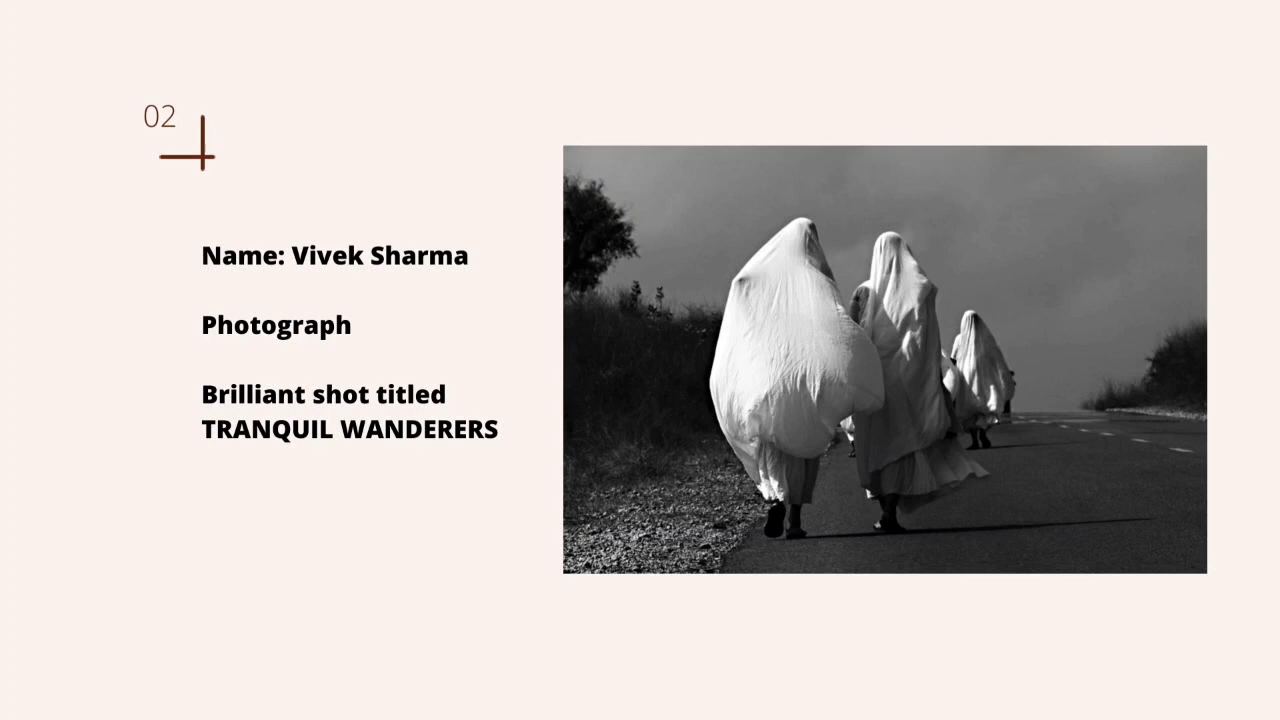 02
Name: Vivek Sharma
Photograph
Brilliant shot titled
TRANQUIL WANDERERS